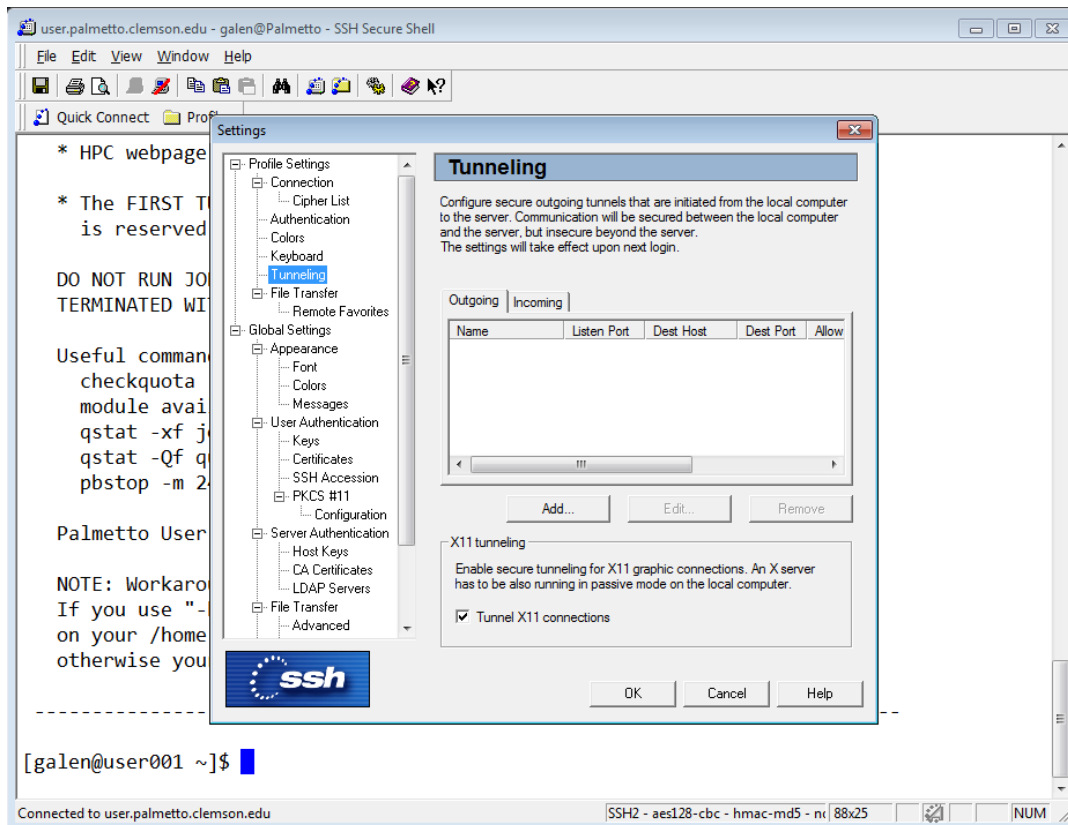 user.palmetto.clemson.edu - galen@Palmetto - SSH Secure Shell
File Edit View Window Help
Quick Connect
* HPC webpage
* The FIRST
is reserved
DO NOT RUN
TERMINATED
Useful
checkquota
module
qstat -xf
qstat -Qf
pbstop -m
Palmetto User
NOTE:
If you use
on your /home
otherwise
[galen@user001 ~]$
Settings
Profile Settings
Connection
Cipher List
Authentication
Colors
Keyboard
Tunneling
File Transfer
Remote Favorites
Global Settings
Appearance
Font
Colors
Messages
User Authentication
Keys
Certificates
SSH Accession
PKCS #11
Configuration
Server Authentication
Host Keys
CA Certificates
LDAP Servers
File Transfer
Advanced
ssh
Tunneling
Configure secure outgoing tunnels that are initiated from the local computer
to the server. Communication will be secured between the local computer
and the server, but insecure beyond the server.
The settings will take effect upon next login.
Outgoing Incoming
Name Listen Port Dest Host Dest Port Allow
Add... Edit... Remove
X11 tunneling
Enable secure tunneling for X11 graphic connections. An X server
has to be also running in passive mode on the local computer.
Tunnel X11 connections
OK Cancel Help
Connected to user.palmetto.clemson.edu
SSH2 - aes128-cbc - hmac-md5 - 88x25 NUM